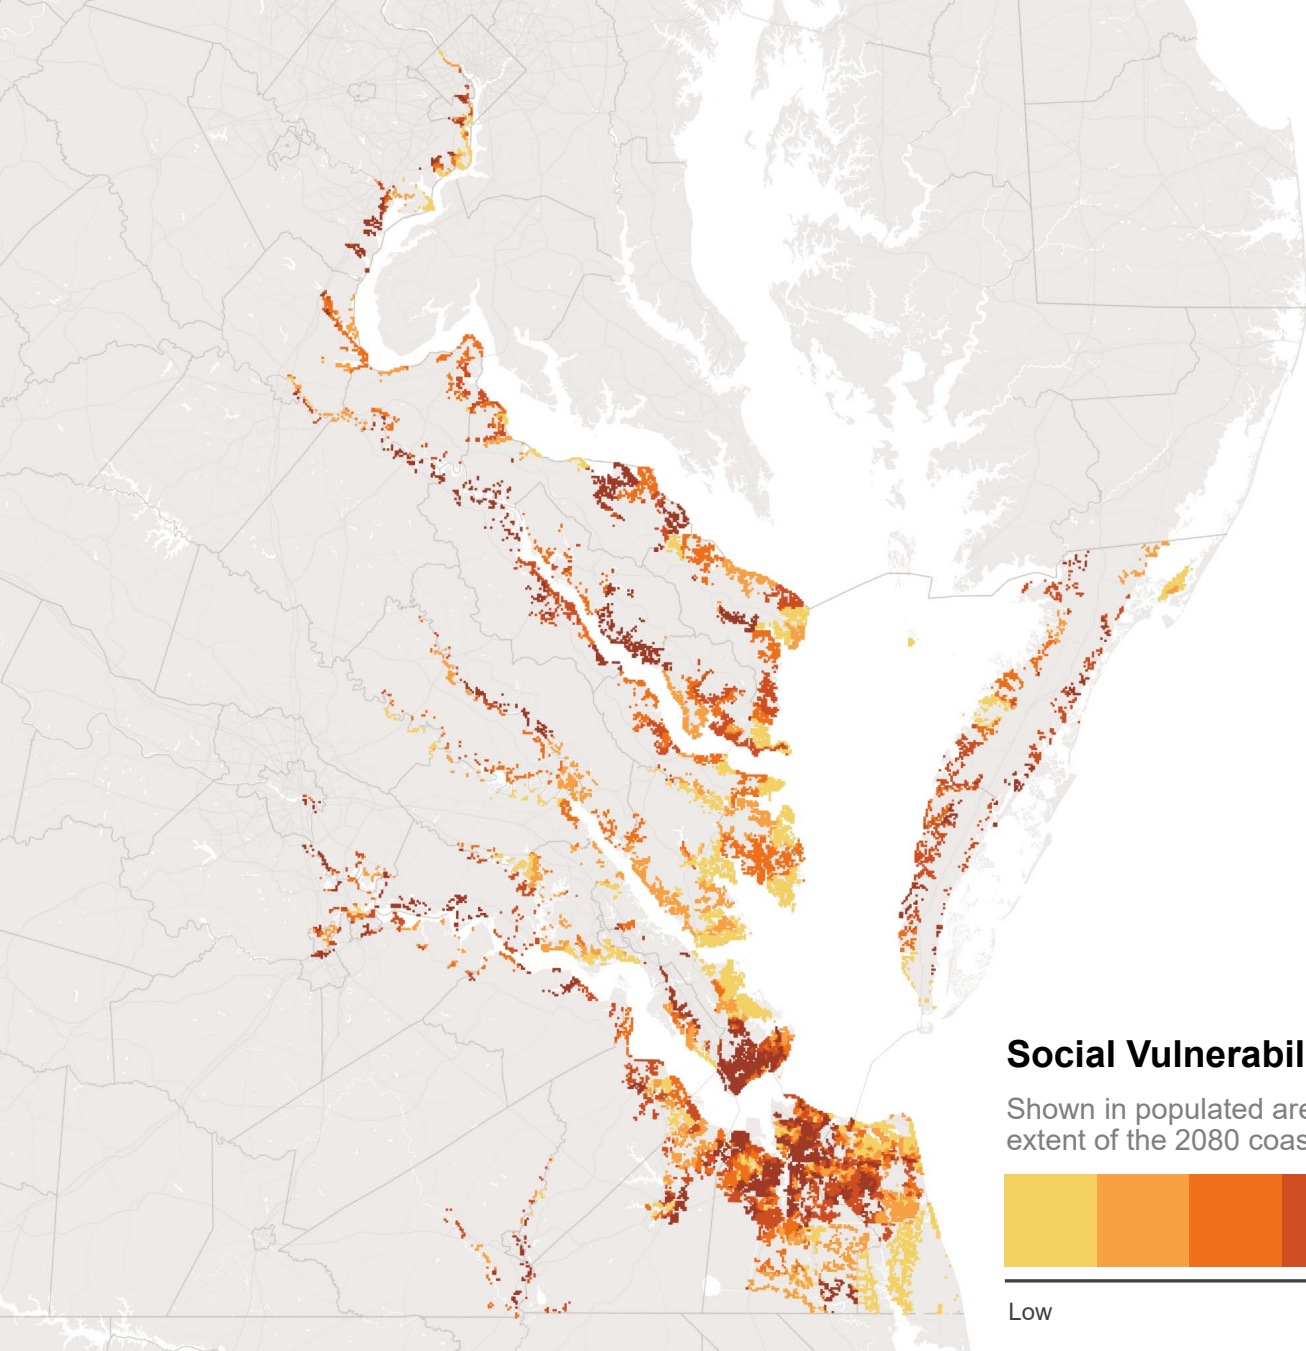 Social Vulnerabil
Shown in populated are
extent of the 2080 coas
Low